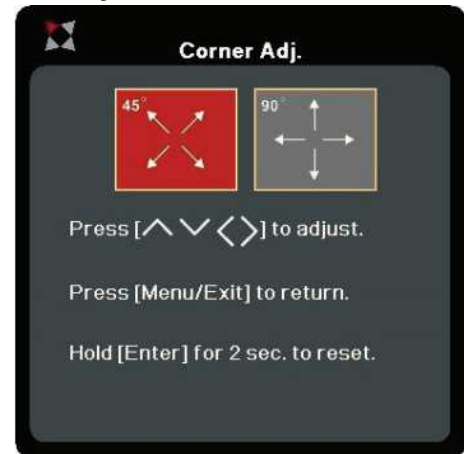 Corner Adj.
45° 90°
Press [∧∨<>] to adjust.
Press [Menu/Exit] to return.
Hold [Enter] for 2 sec. to reset.